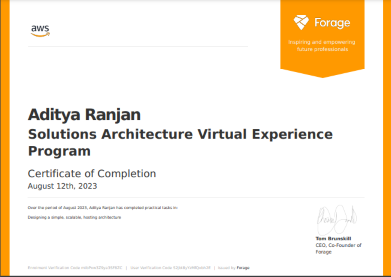 aws
Forage
Inspiring and empowering
future professionals
Aditya Ranjan
Solutions Architecture Virtual Experience
Program
Certificate of Completion
August 12th, 2023
Over the period of August 2023, Aditya Ranjan has completed practical tasks in:
Designing a simple, scalable, hosting architecture
Tom Brunskill
CEO, Co-Founder of
Forage
Enrolment Verification Code
User Verification Code
Issued by Forage